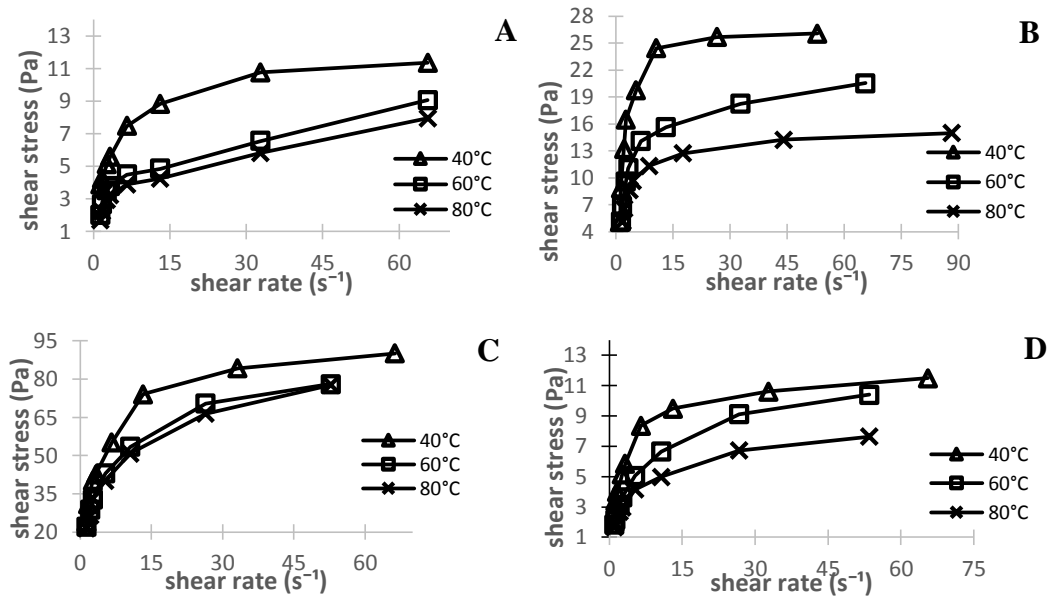 A
shear stress (Pa)
13
11
9
7
5
3
1
0 15 30 45 60
shear rate (s⁻¹)
40°C
60°C
80°C
B
shear stress (Pa)
28
25
22
19
16
13
10
7
4
0 15 30 45 60 75 90
shear rate (s⁻¹)
40°C
60°C
80°C
C
shear stress (Pa)
95
80
65
50
35
20
0 15 30 45 60
shear rate (s⁻¹)
40°C
60°C
80°C
D
shear stress (Pa)
13
11
9
7
5
3
1
0 15 30 45 60 75
shear rate (s⁻¹)
40°C
60°C
80°C